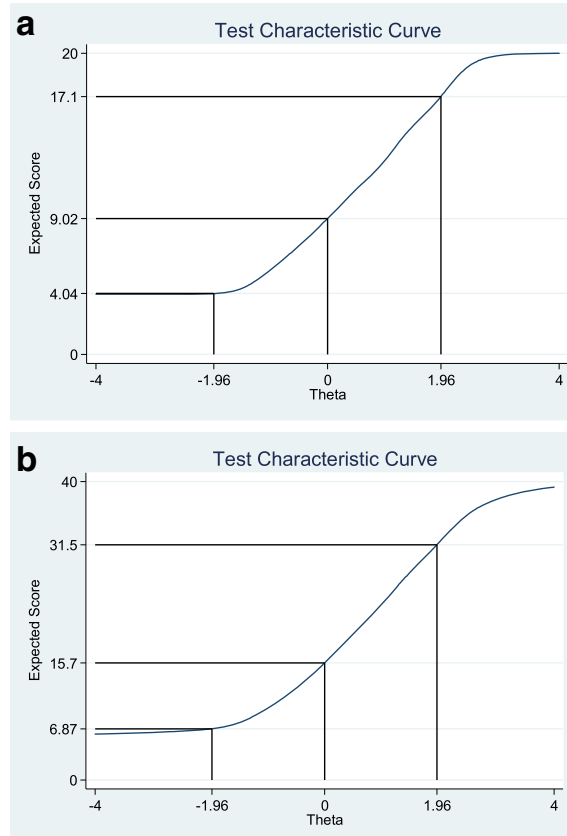 a
Test Characteristic Curve
20
17.1
9.02
4.04
0
Expected Score
-4 -1.96 0 1.96 4
Theta
b
Test Characteristic Curve
40
31.5
15.7
6.87
0
Expected Score
-4 -1.96 0 1.96 4
Theta